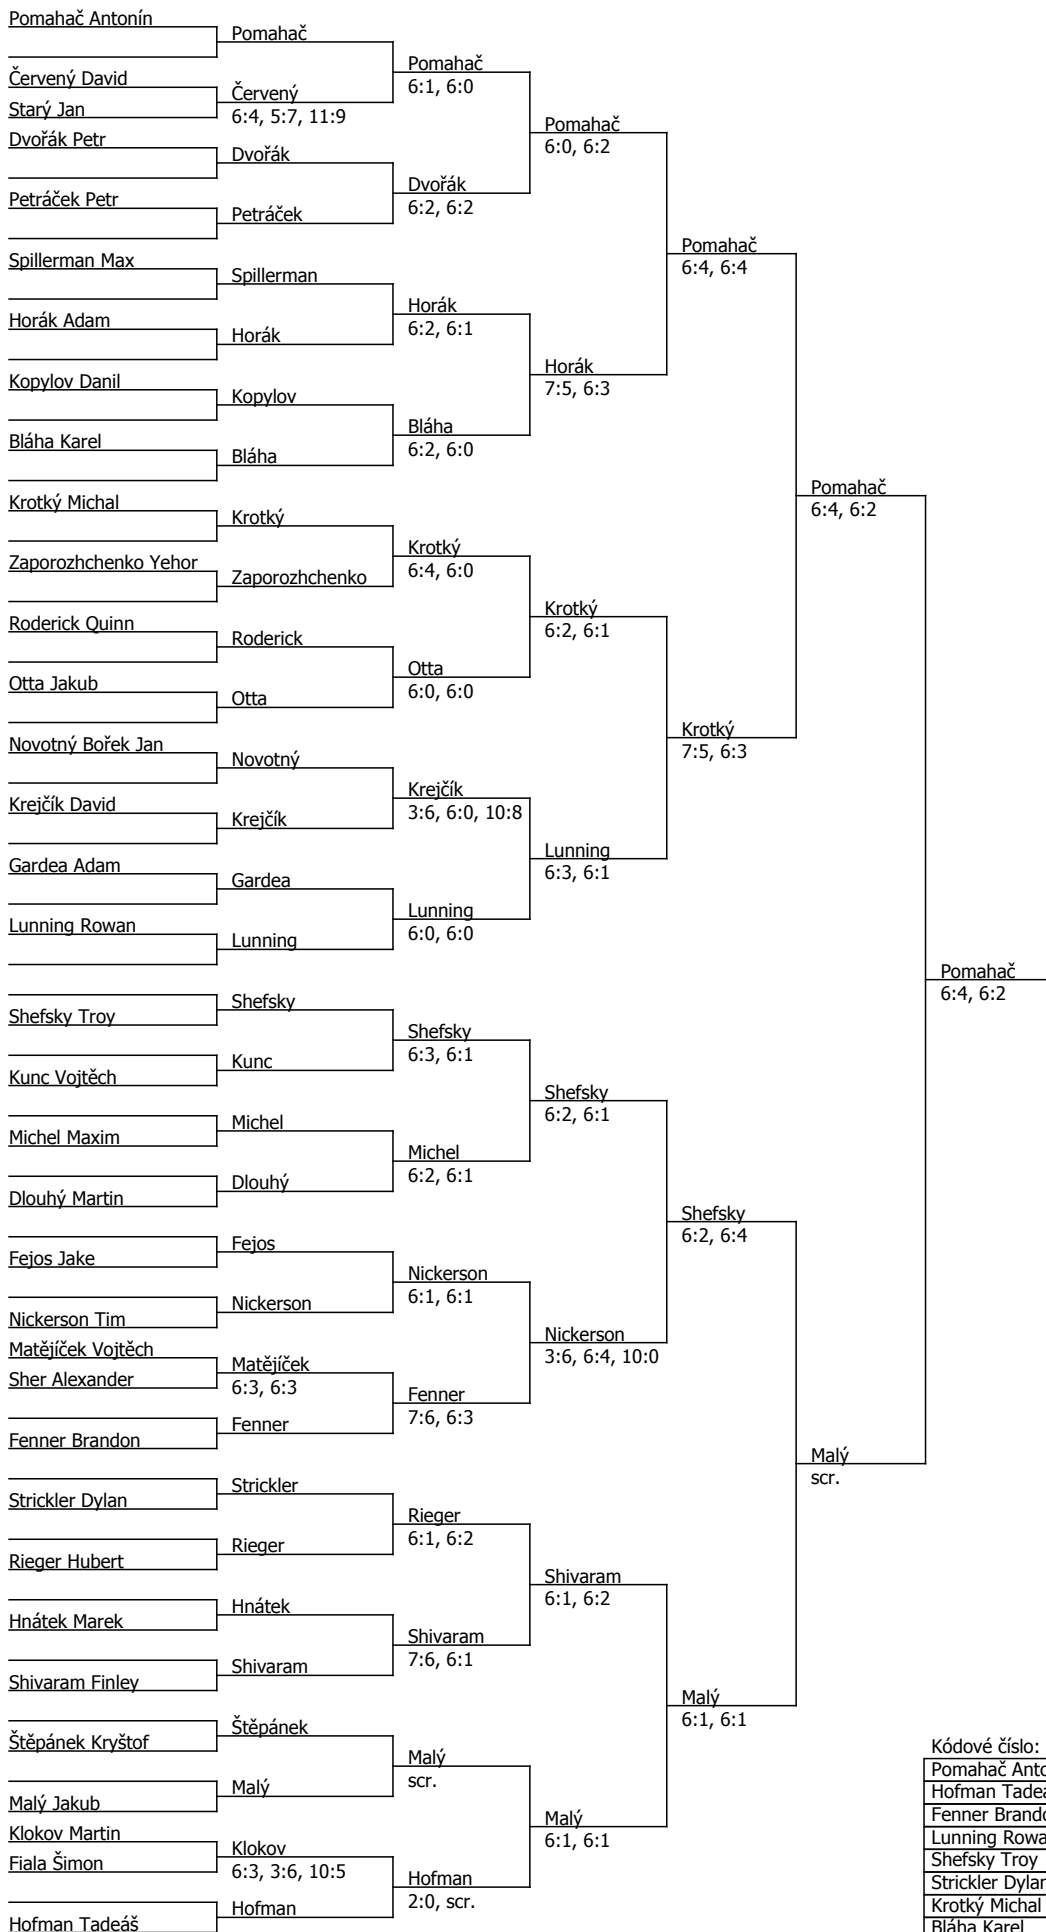 Pomahač Antonín
Pomahač
Pomahač
6:1, 6:0
Červený David
Červený
6:4, 5:7, 11:9
Starý Jan
Pomahač
6:0, 6:2
Dvořák Petr
Dvořák
Dvořák
6:2, 6:2
Petráček Petr
Petráček
Pomahač
6:4, 6:4
Spillerman Max
Spillerman
Horák
6:2, 6:1
Horák Adam
Horák
Horák
7:5, 6:3
Kopylov Danil
Kopylov
Bláha
6:2, 6:0
Bláha Karel
Bláha
Pomahač
6:4, 6:2
Krotký Michal
Krotký
Krotký
6:4, 6:0
Zaporozhchenko Yehor
Zaporozhchenko
Krotký
6:2, 6:1
Roderick Quinn
Roderick
Otta
6:0, 6:0
Otta Jakub
Otta
Krotký
7:5, 6:3
Novotný Bořek Jan
Novotný
Krejčík
3:6, 6:0, 10:8
Krejčík David
Krejčík
Lunning
6:3, 6:1
Gardea Adam
Gardea
Lunning
6:0, 6:0
Lunning Rowan
Lunning
Pomahač
6:4, 6:2
Shefsky
Shefsky Troy
Shefsky
6:3, 6:1
Kunc
Kunc Vojtěch
Shefsky
6:2, 6:1
Michel
Michel Maxim
Michel
6:2, 6:1
Dlouhý
Dlouhý Martin
Shefsky
6:2, 6:4
Fejos
Fejos Jake
Nickerson
6:1, 6:1
Nickerson
Nickerson Tim
Nickerson
3:6, 6:4, 10:0
Matějíček Vojtěch
Matějíček
6:3, 6:3
Sher Alexander
Fenner
7:6, 6:3
Fenner
Fenner Brandon
Malý
scr.
Strickler
Strickler Dylan
Rieger
6:1, 6:2
Rieger
Rieger Hubert
Shivaram
6:1, 6:2
Hnátek
Hnátek Marek
Shivaram
7:6, 6:1
Shivaram
Shivaram Finley
Malý
6:1, 6:1
Štěpánek
Štěpánek Kryštof
Malý
scr.
Malý
Malý Jakub
Malý
6:1, 6:1
Klokov Martin
Klokov
6:3, 3:6, 10:5
Fiala Šimon
Hofman
2:0, scr.
Hofman
Hofman Tadeáš
Kódové číslo:
Pomahač Anto
Hofman Tadeá
Fenner Brando
Lunning Rowa
Shefsky Troy
Strickler Dylan
Krotký Michal
Bláha Karel